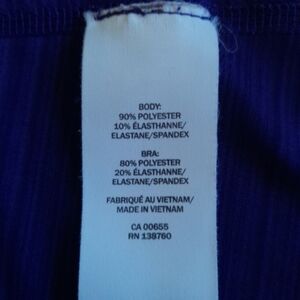 BODY:
90% POLYESTER
10% ÉLASTHANNE/
ELASTANE/SPANDEX
BRA:
80% POLYESTER
20% ÉLASTHANNE/
ELASTANE/SPANDEX
FABRIQUÉ AU VIETNAM/
MADE IN VIETNAM
CA 00655
RN 138760